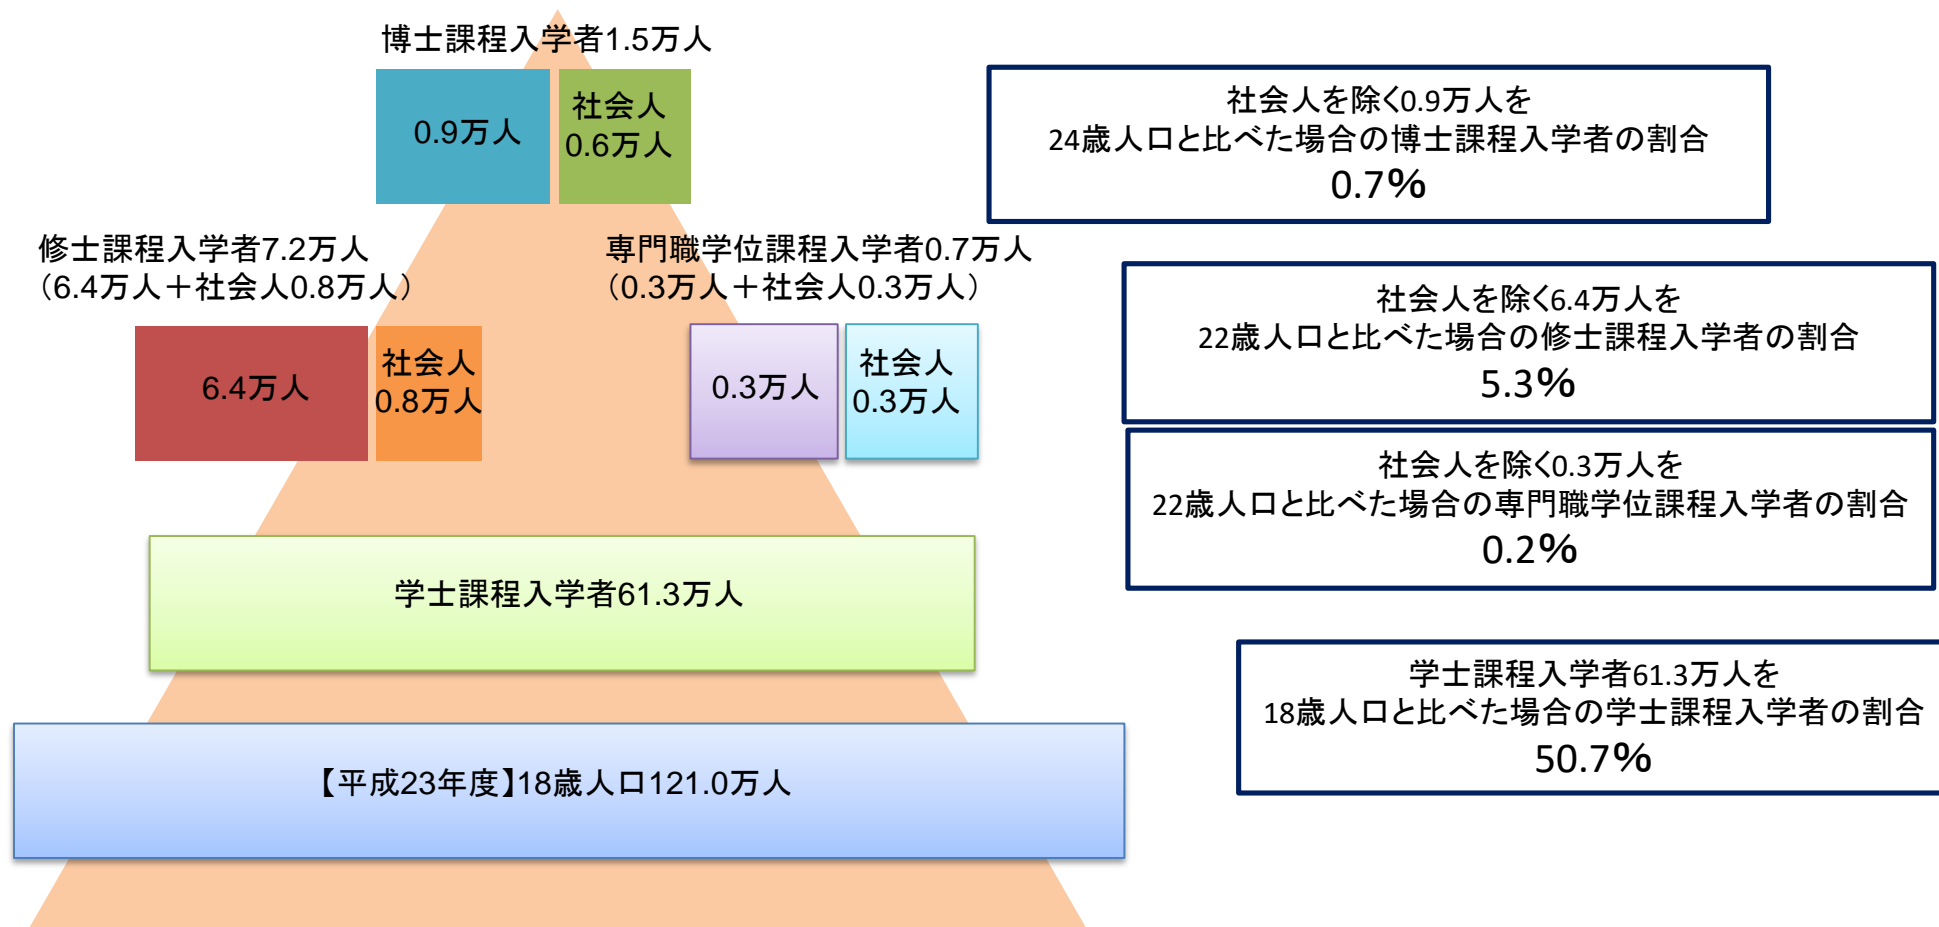 博士課程入学者1.5万人
0.9万人
社会人
0.6万人
社会人を除く0.9万人を
24歳人口と比べた場合の博士課程入学者の割合
0.7%
修士課程入学者7.2万人
（6.4万人＋社会人0.8万人）
専門職学位課程入学者0.7万人
（0.3万人＋社会人0.3万人）
6.4万人
社会人
0.8万人
0.3万人
社会人
0.3万人
社会人を除く6.4万人を
22歳人口と比べた場合の修士課程入学者の割合
5.3%
社会人を除く0.3万人を
22歳人口と比べた場合の専門職学位課程入学者の割合
0.2%
学士課程入学者61.3万人
学士課程入学者61.3万人を
18歳人口と比べた場合の学士課程入学者の割合
50.7%
【平成23年度】18歳人口121.0万人